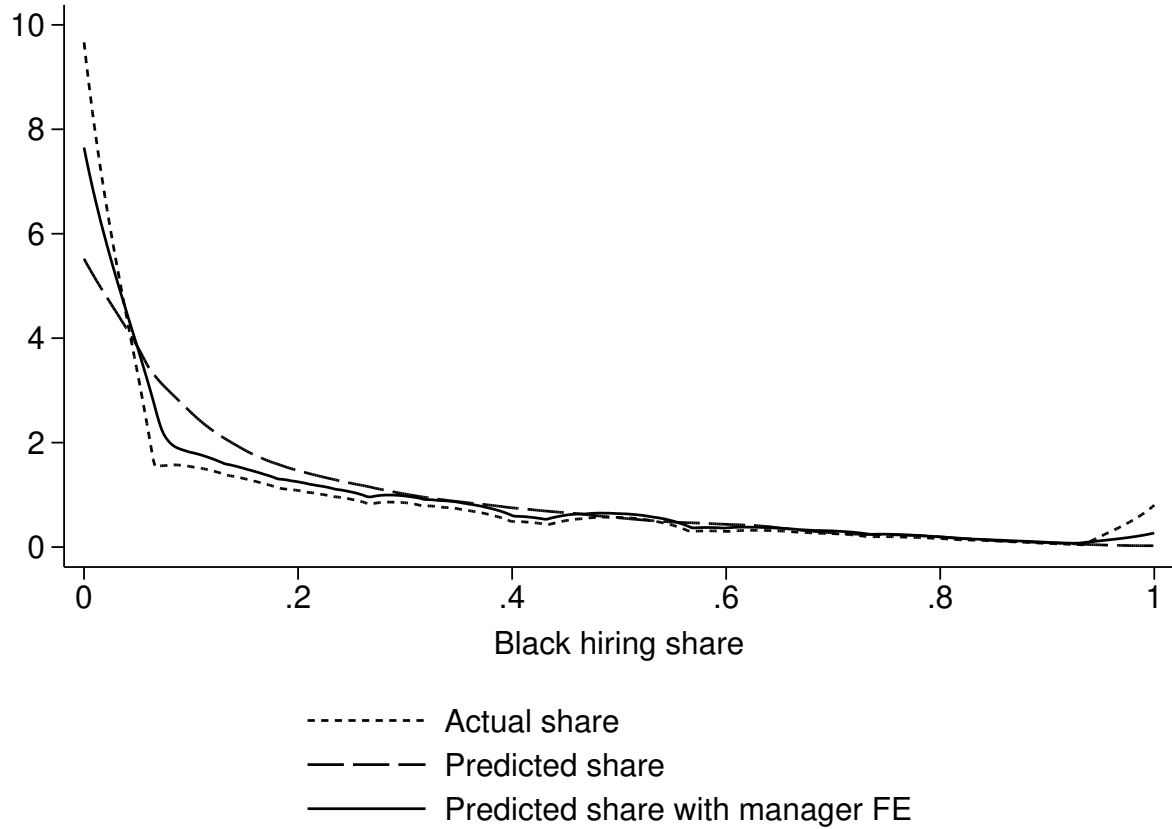 10
8
6
4
2
0
0 .2 .4 .6 .8 1
Black hiring share
Actual share
Predicted share
Predicted share with manager FE